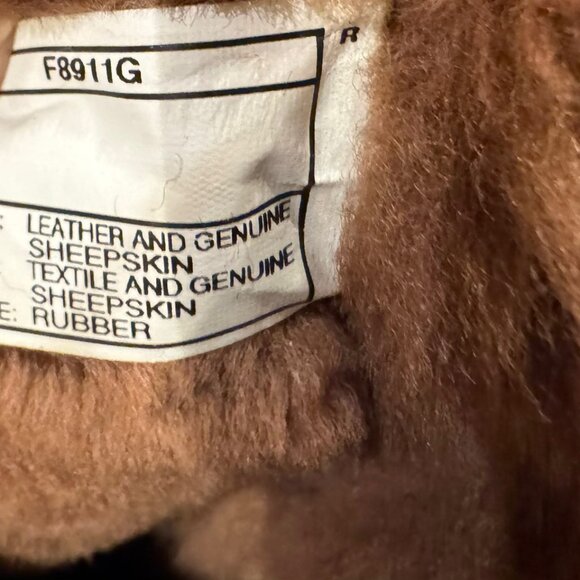 R
F8911G
: LEATHER AND GENUINE
SHEEPSKIN
TEXTILE AND GENUINE
SHEEPSKIN
E: RUBBER